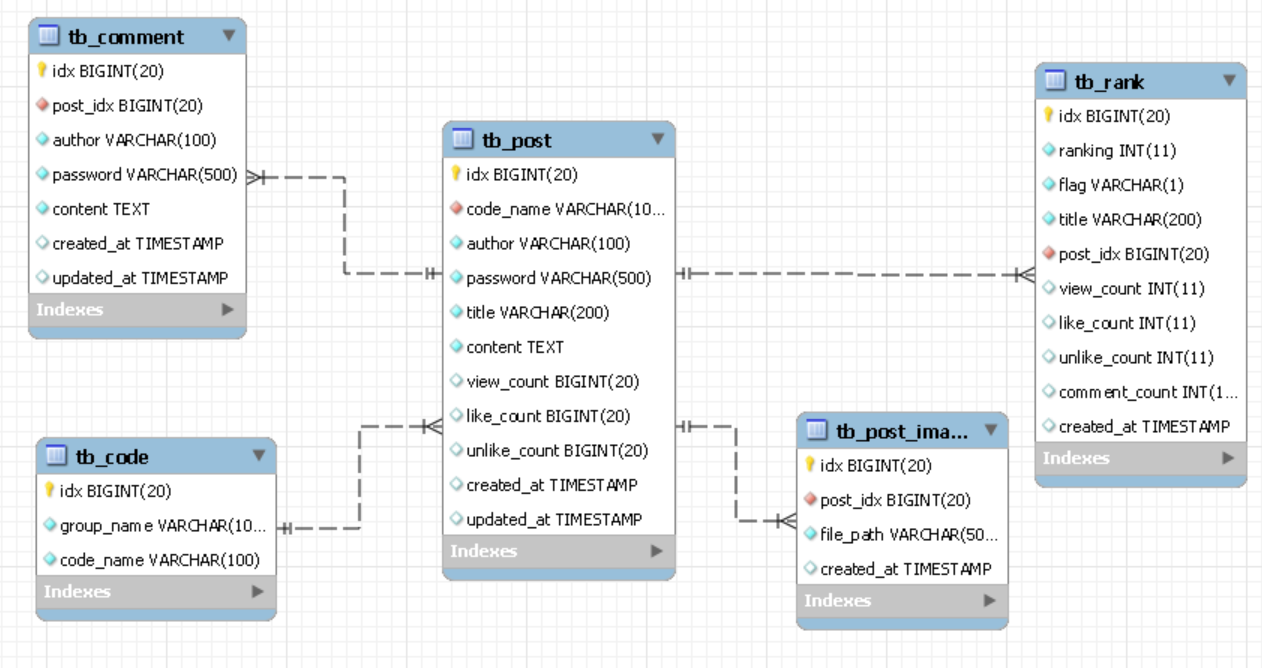 tb_comment
idx BIGINT(20)
post_idx BIGINT(20)
author VARCHAR(100)
password VARCHAR(500)
content TEXT
created_at TIMESTAMP
updated_at TIMESTAMP
Indexes
tb_code
idx BIGINT(20)
group_name VARCHAR(10...
code_name VARCHAR(100)
Indexes
tb_post
idx BIGINT(20)
code_name VARCHAR(10...
author VARCHAR(100)
password VARCHAR(500)
title VARCHAR(200)
content TEXT
view_count BIGINT(20)
like_count BIGINT(20)
unlike_count BIGINT(20)
created_at TIMESTAMP
updated_at TIMESTAMP
Indexes
tb_post_ima...
idx BIGINT(20)
post_idx BIGINT(20)
file_path VARCHAR(50...
created_at TIMESTAMP
Indexes
tb_rank
idx BIGINT(20)
ranking INT(11)
flag VARCHAR(1)
title VARCHAR(200)
post_idx BIGINT(20)
view_count INT(11)
like_count INT(11)
unlike_count INT(11)
comment_count INT(1...
created_at TIMESTAMP
Indexes